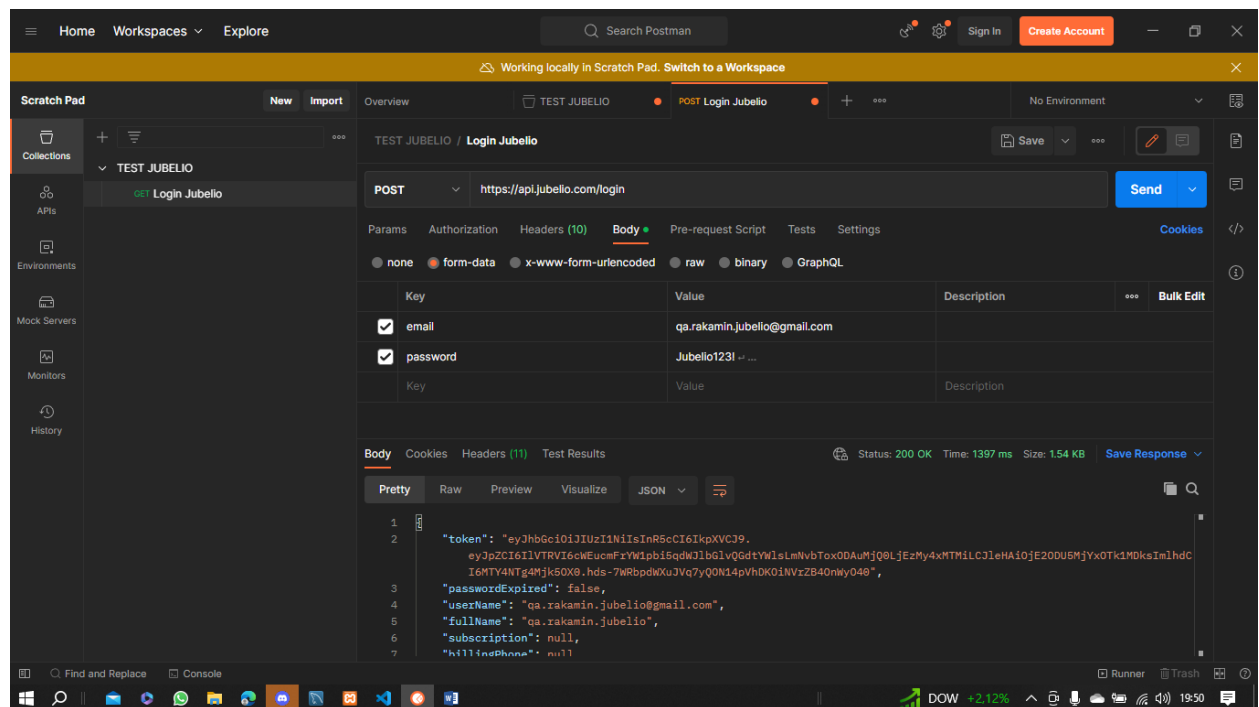 Home Workspaces Explore Search Postman Sign In Create Account
Working locally in Scratch Pad. Switch to a Workspace
Scratch Pad New Import Overview TEST JUBELIO POST Login Jubelio No Environment
Collections
TEST JUBELIO / Login Jubelio Save
TEST JUBELIO
GET Login Jubelio
POST https://api.jubelio.com/login Send
APIs
Params Authorization Headers (10) Body Pre-request Script Tests Settings Cookies
Environments
none form-data x-www-form-urlencoded raw binary GraphQL
Key Value Description Bulk Edit
Mock Servers
email qa.rakamin.jubelio@gmail.com
password Jubelio123! ↵ ...
Monitors
Key Value Description
History
Body Cookies Headers (11) Test Results Status: 200 OK Time: 1397 ms Size: 1.54 KB Save Response
Pretty Raw Preview Visualize JSON
1 {
2 "token": "eyJhbGciOiJIUzI1NiIsInR5cCI6IkpXVCJ9.
3 "passwordExpired": false,
4 "userName": "qa.rakamin.jubelio@gmail.com",
5 "fullName": "qa.rakamin.jubelio",
6 "subscription": null,
7 "billingPhone": null
Find and Replace Console Runner Trash
DOW +2,12% 19:50